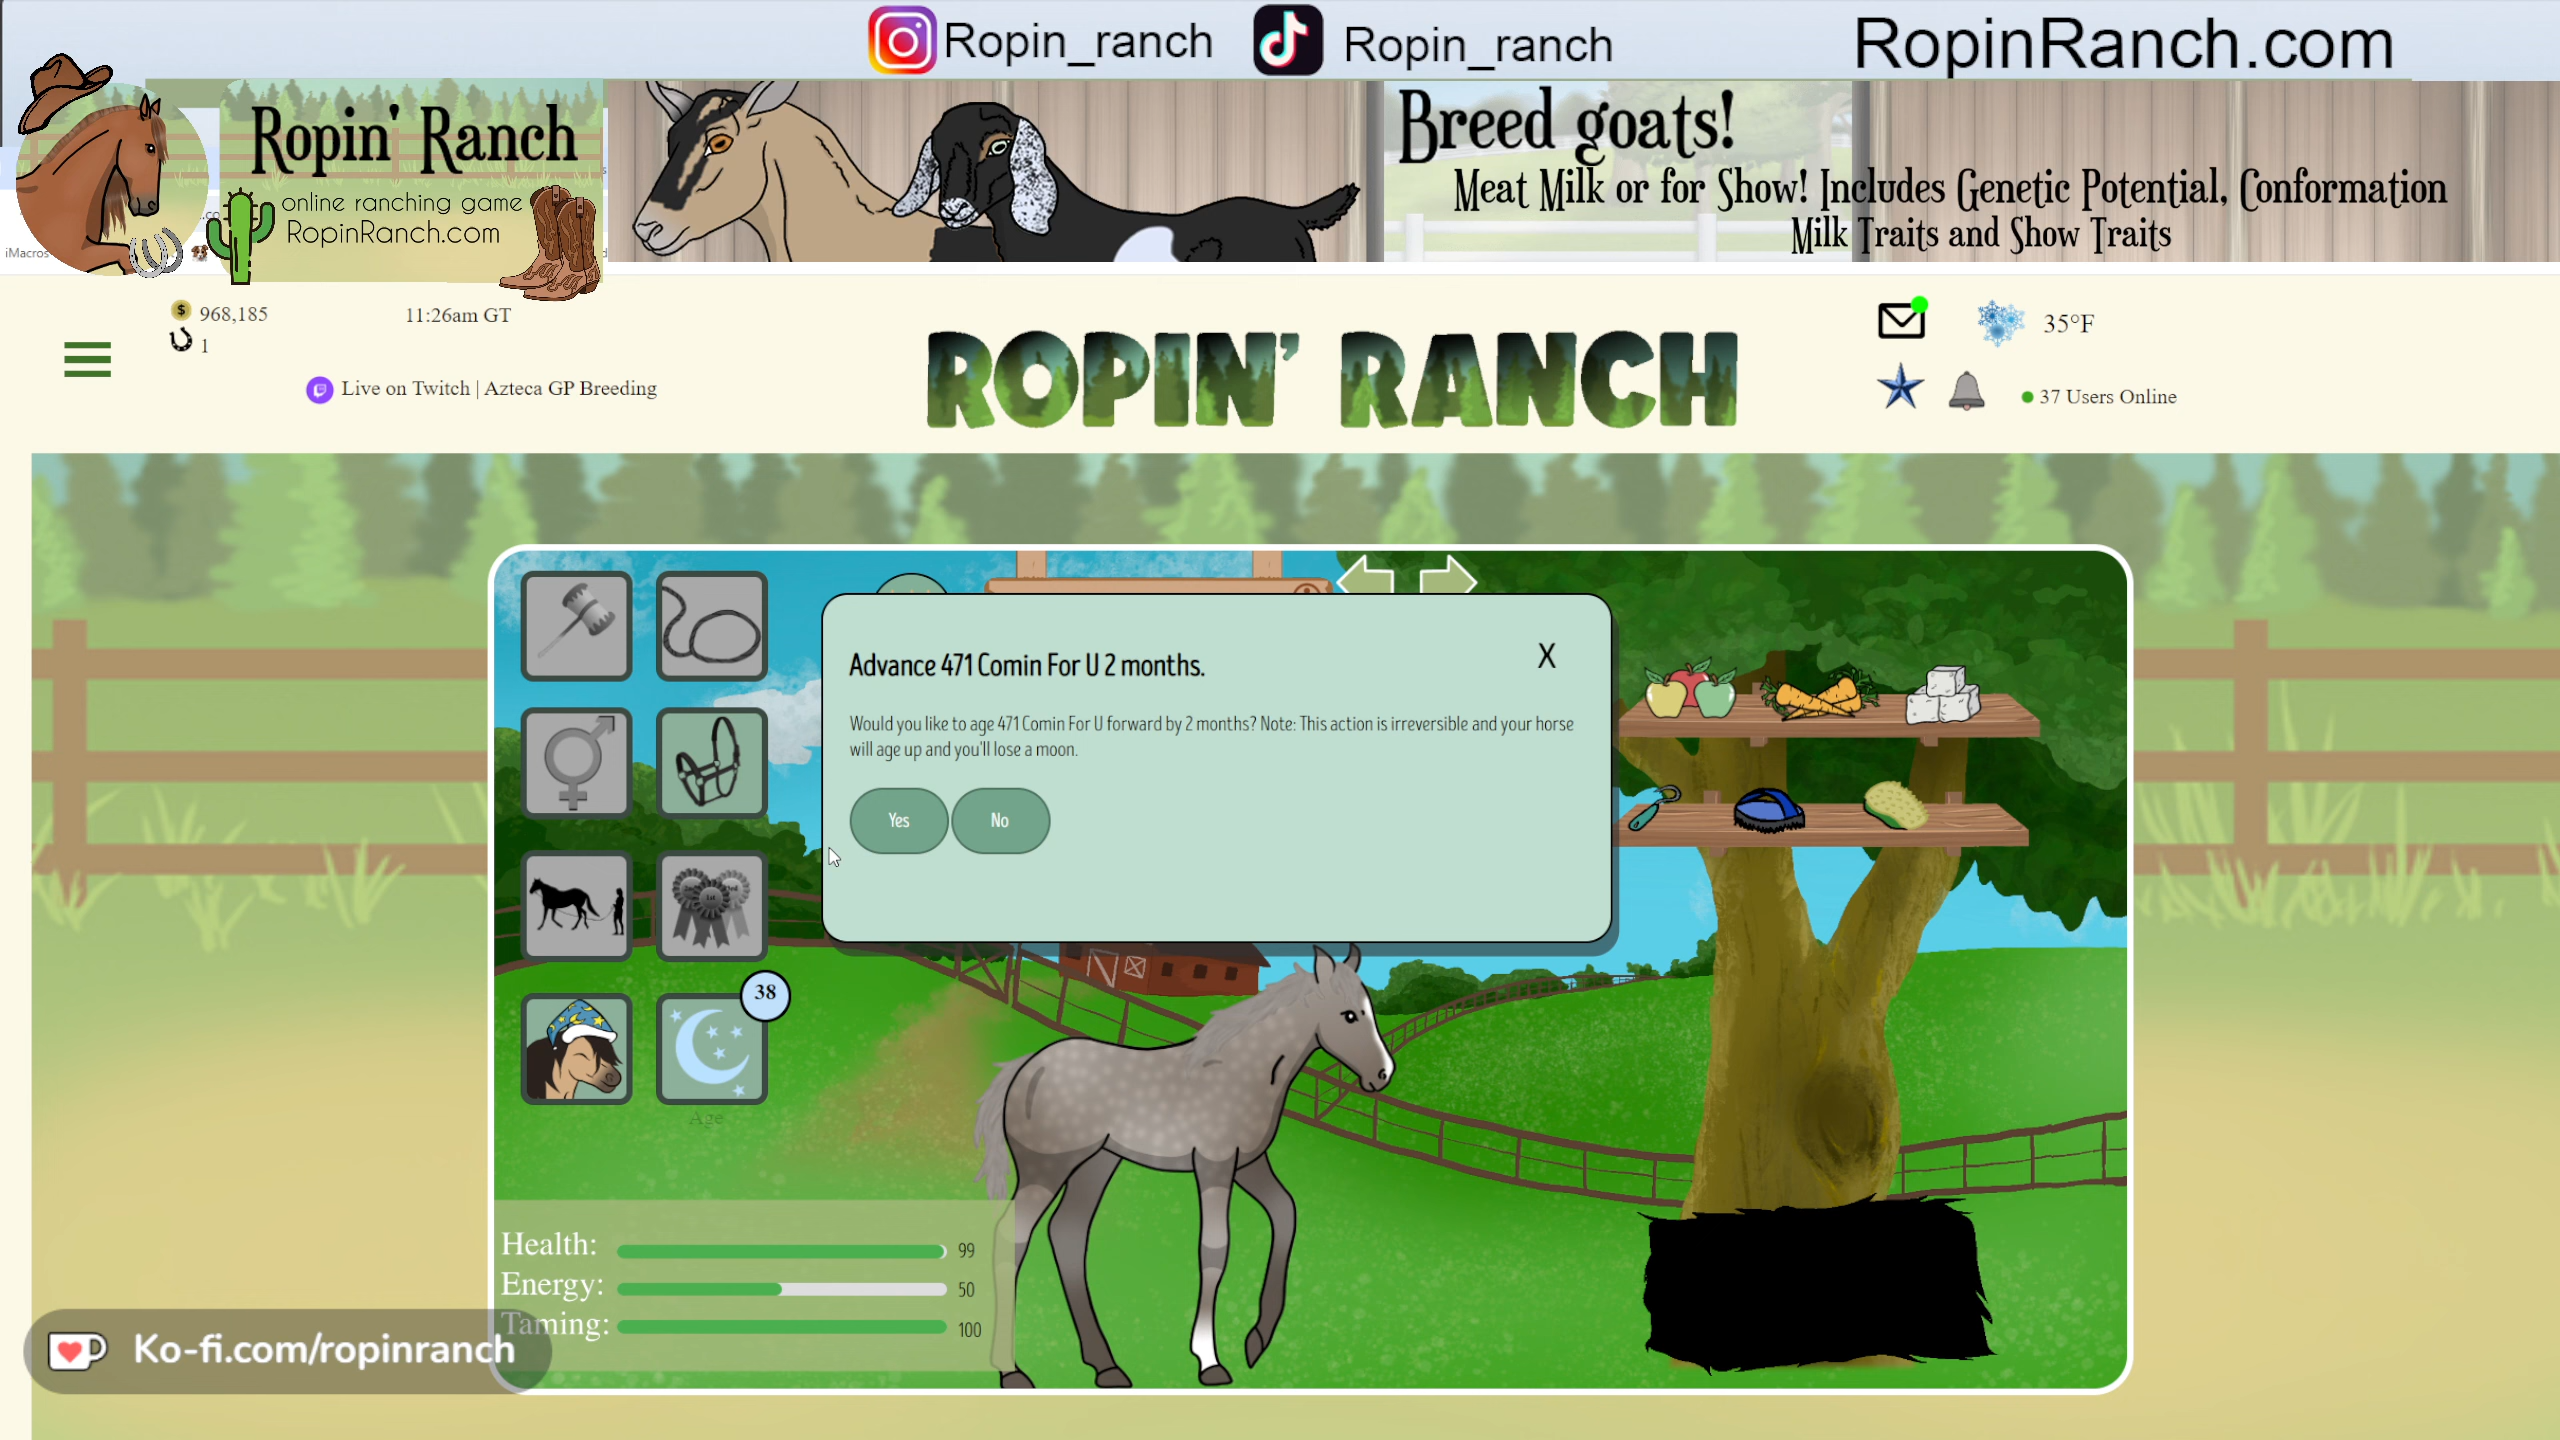 Ropin_ranch
Ropin_ranch
RopinRanch.com
Ropin' Ranch
online ranching game
RopinRanch.com
Breed goats!
Meat Milk or for Show! Includes Genetic Potential, Conformation
Milk Traits and Show Traits
iMacros
968,185
1
11:26am GT
Live on Twitch | Azteca GP Breeding
ROPIN' RANCH
35°F
37 Users Online
Advance 471 Comin For U 2 months.
X
Would you like to age 471 Comin For U forward by 2 months? Note: This action is irreversible and your horse
will age up and you'll lose a moon.
Yes
No
1st
38
Age
Health:
99
Energy:
50
Taming:
100
Ko-fi.com/ropinranch